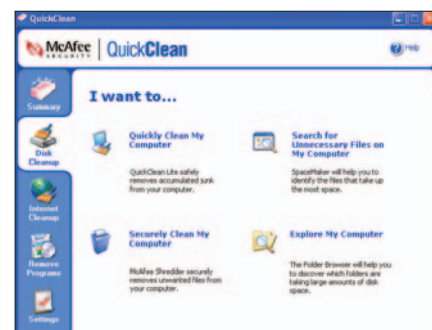 QuickClean
McAfee SECURITY | QuickClean
Help
Summary
Disk
Cleanup
Internet
Cleanup
Remove
Programs
Settings
I want to...
Quickly Clean My
Computer
QuickClean Lite safely
removes accumulated junk
from your computer.
Search for
Unnecessary Files on
My Computer
SpaceMaker will help you to
identify the files that take up
the most space.
Securely Clean My
Computer
McAfee Shredder securely
removes unwanted files from
your computer.
Explore My Computer
The Folder Browser will help you
to discover which folders are
taking large amounts of disk
space.